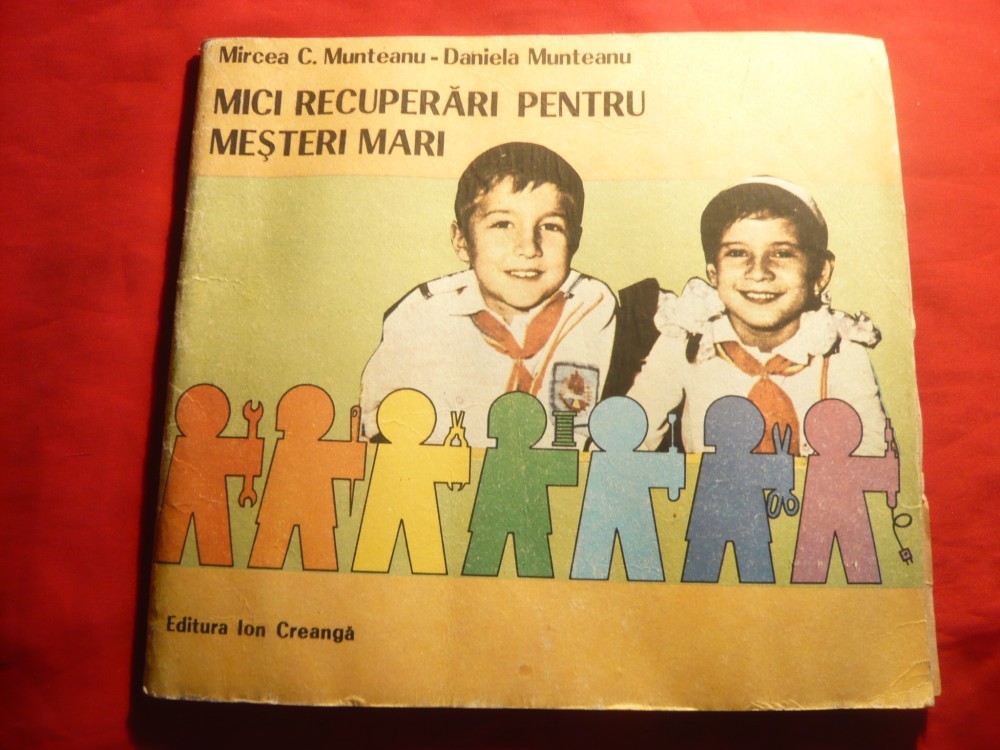 Mircea C. Munteanu - Daniela Munteanu
MICI RECUPERĂRI PENTRU
MEŞTERI MARI
Editura Ion Creangă